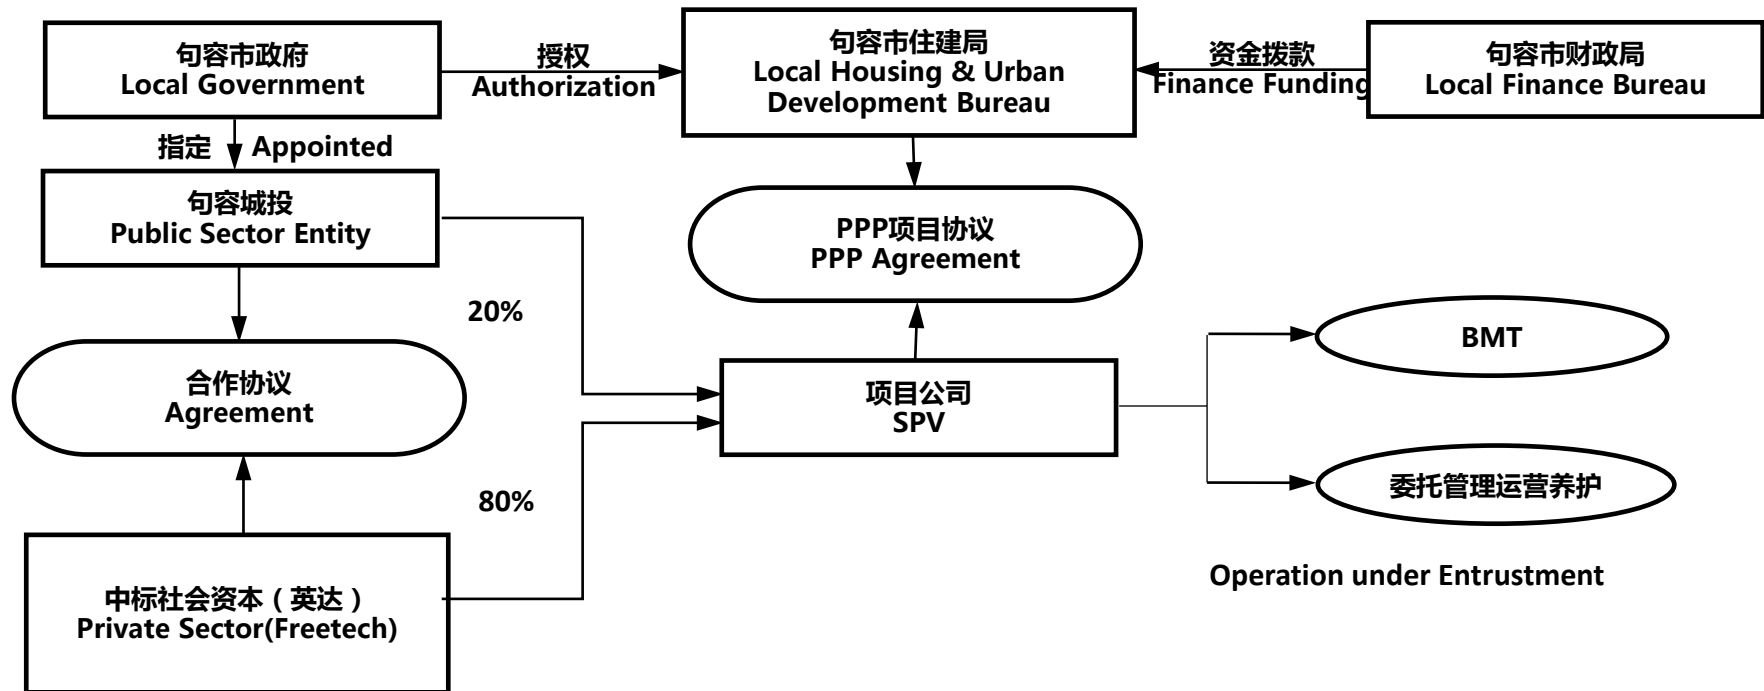 句容市政府
Local Government
授权
Authorization
句容市住建局
Local Housing & Urban
Development Bureau
资金拨款
Finance Funding
句容市财政局
Local Finance Bureau
指定 Appointed
句容城投
Public Sector Entity
PPP项目协议
PPP Agreement
20%
BMT
合作协议
Agreement
项目公司
SPV
80%
委托管理运营养护
Operation under Entrustment
中标社会资本（英达）
Private Sector(Freetech)